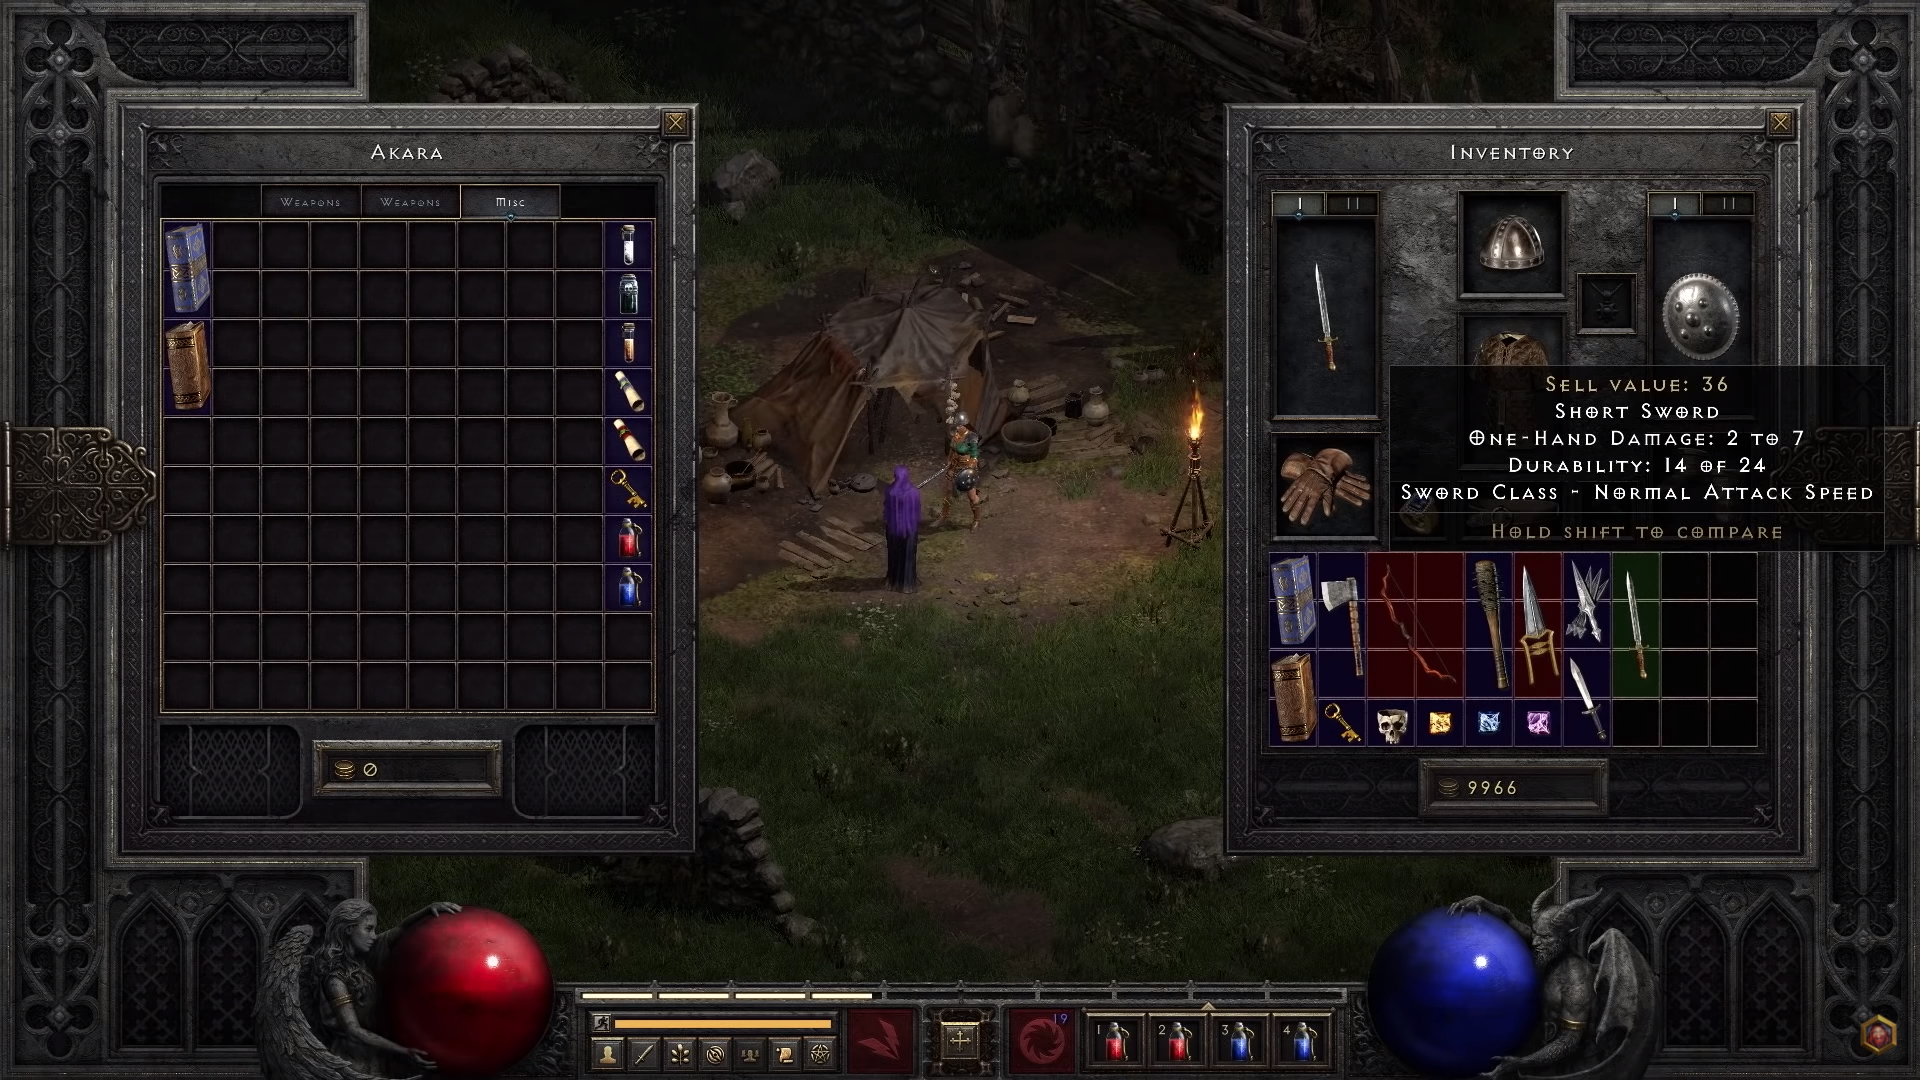 Akara
Weapons
Weapons
Misc
0
Inventory
I
II
I
II
Sell value: 36
Short Sword
One-Hand Damage: 2 to 7
Durability: 14 of 24
Sword Class - Normal Attack Speed
Hold shift to compare
9966
19
1
2
3
4